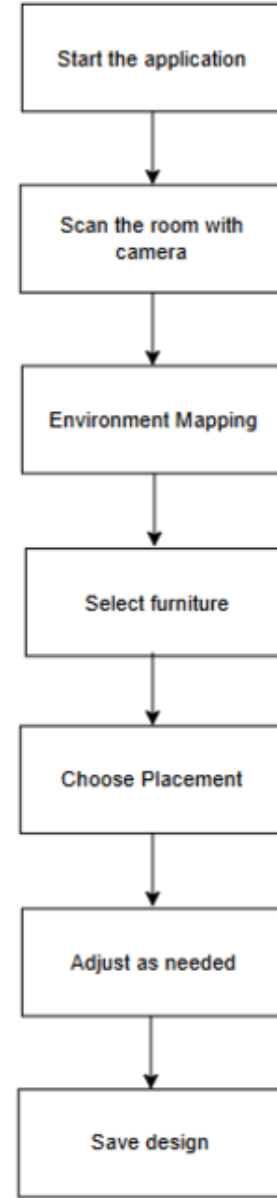 Start the application
Scan the room with
camera
Environment Mapping
Select furniture
Choose Placement
Adjust as needed
Save design